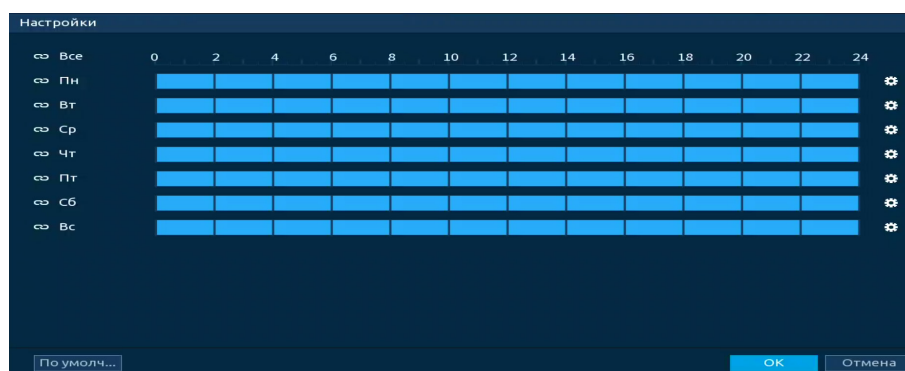 Настройки
Все 0 2 4 6 8 10 12 14 16 18 20 22 24
Пн
Вт
Ср
Чт
Пт
Сб
Вс
По умолч... OK Отмена